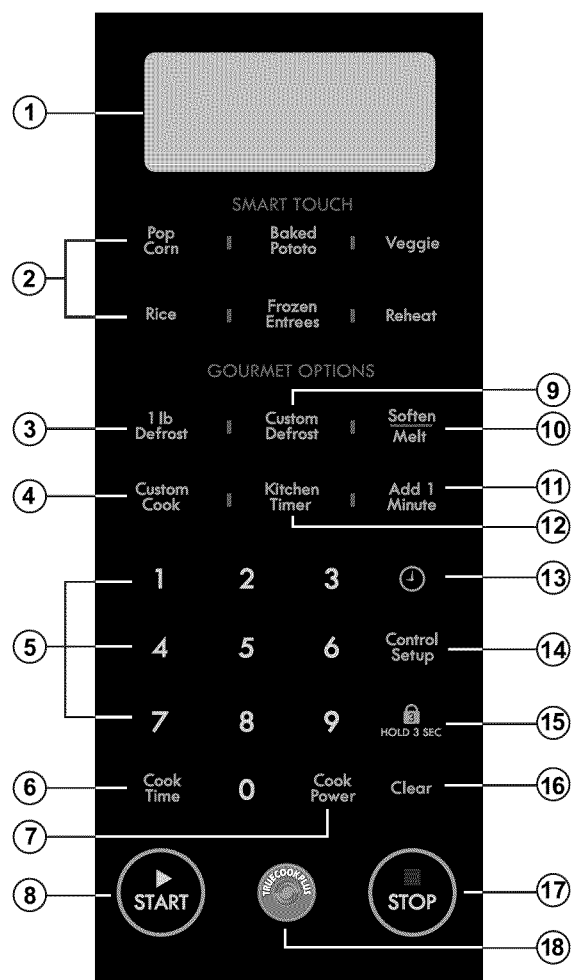 1
SMART TOUCH
Pop Corn
Baked Pototo
Veggie
2
Rice
Frozen Entrees
Reheat
GOURMET OPTIONS
9
3
1 lb Defrost
Custom Defrost
Soften Melt
10
4
Custom Cook
Kitchen Timer
Add 1 Minute
11
12
1 2 3
13
5
4 5 6
Control Setup
14
7 8 9
3
HOLD 3 SEC
15
6
Cook Time
0
Cook Power
Clear
16
7
8
START
TRUECOOKPLUS
STOP
17
18